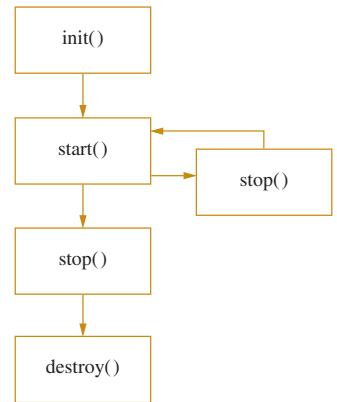 init()
start()
stop()
stop()
destroy()